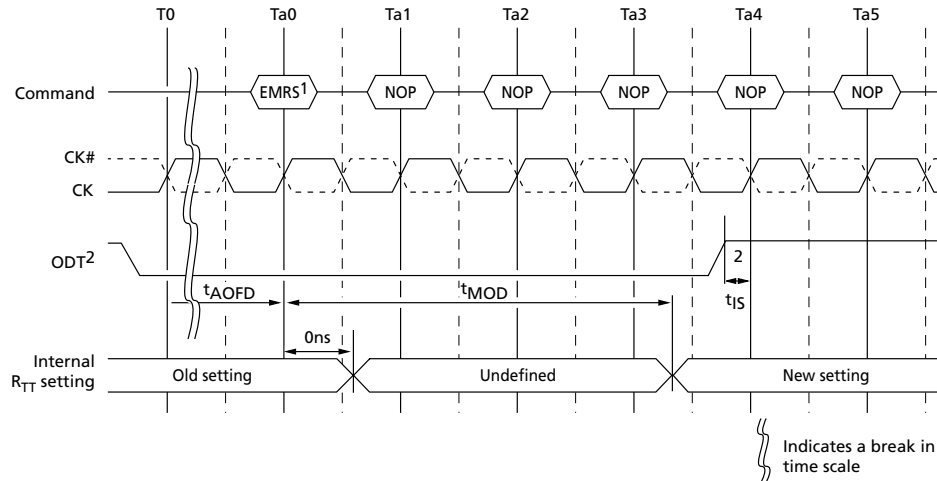 T0 Ta0 Ta1 Ta2 Ta3 Ta4 Ta5
Command EMRS1 NOP NOP NOP NOP NOP
CK#
CK
ODT2 2
tAOFD tMOD tIS
0ns
Internal
RTT setting Old setting Undefined New setting
Indicates a break in
time scale